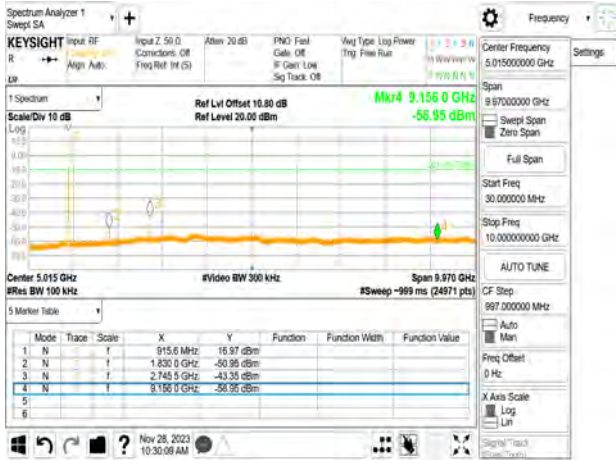 Spectrum Analyzer 1
Swept SA
+
Frequency
KEYSIGHT
R
Input: RF
Align: Auto
Input Z: 50 Ω
Corrections: Off
Freq Ref: Int (S)
Atten: 20 dB
PNO: Fast
Gate: Off
IF Gain: Low
Sig Track: Off
Avg Type: Log-Power
Trig: Free Run
Center Frequency
5.015000000 GHz
Settings
Span
9.97000000 GHz
Swept Span
Zero Span
Full Span
Start Freq
30.000000 MHz
Stop Freq
10.000000000 GHz
AUTO TUNE
CF Step
997.000000 MHz
Auto
Man
Freq Offset
0 Hz
X Axis Scale
Log
Lin
Signal Track
1 Spectrum
Scale/Div 10 dB
Log
Ref Lvl Offset 10.80 dB
Ref Level 20.00 dBm
Mkr4 9.156 0 GHz
-58.95 dBm
Center 5.015 GHz
#Res BW 100 kHz
#Video BW 300 kHz
Span 9.970 GHz
#Sweep ~999 ms (24971 pts)
5 Marker Table
Mode Trace Scale X Y Function Function Width Function Value
1 N f 915.6 MHz 16.97 dBm
2 N f 1.830 0 GHz -50.95 dBm
3 N f 2.745 5 GHz -43.35 dBm
4 N f 9.156 0 GHz -58.95 dBm
5
6
?
Nov 28, 2023
10:30:09 AM